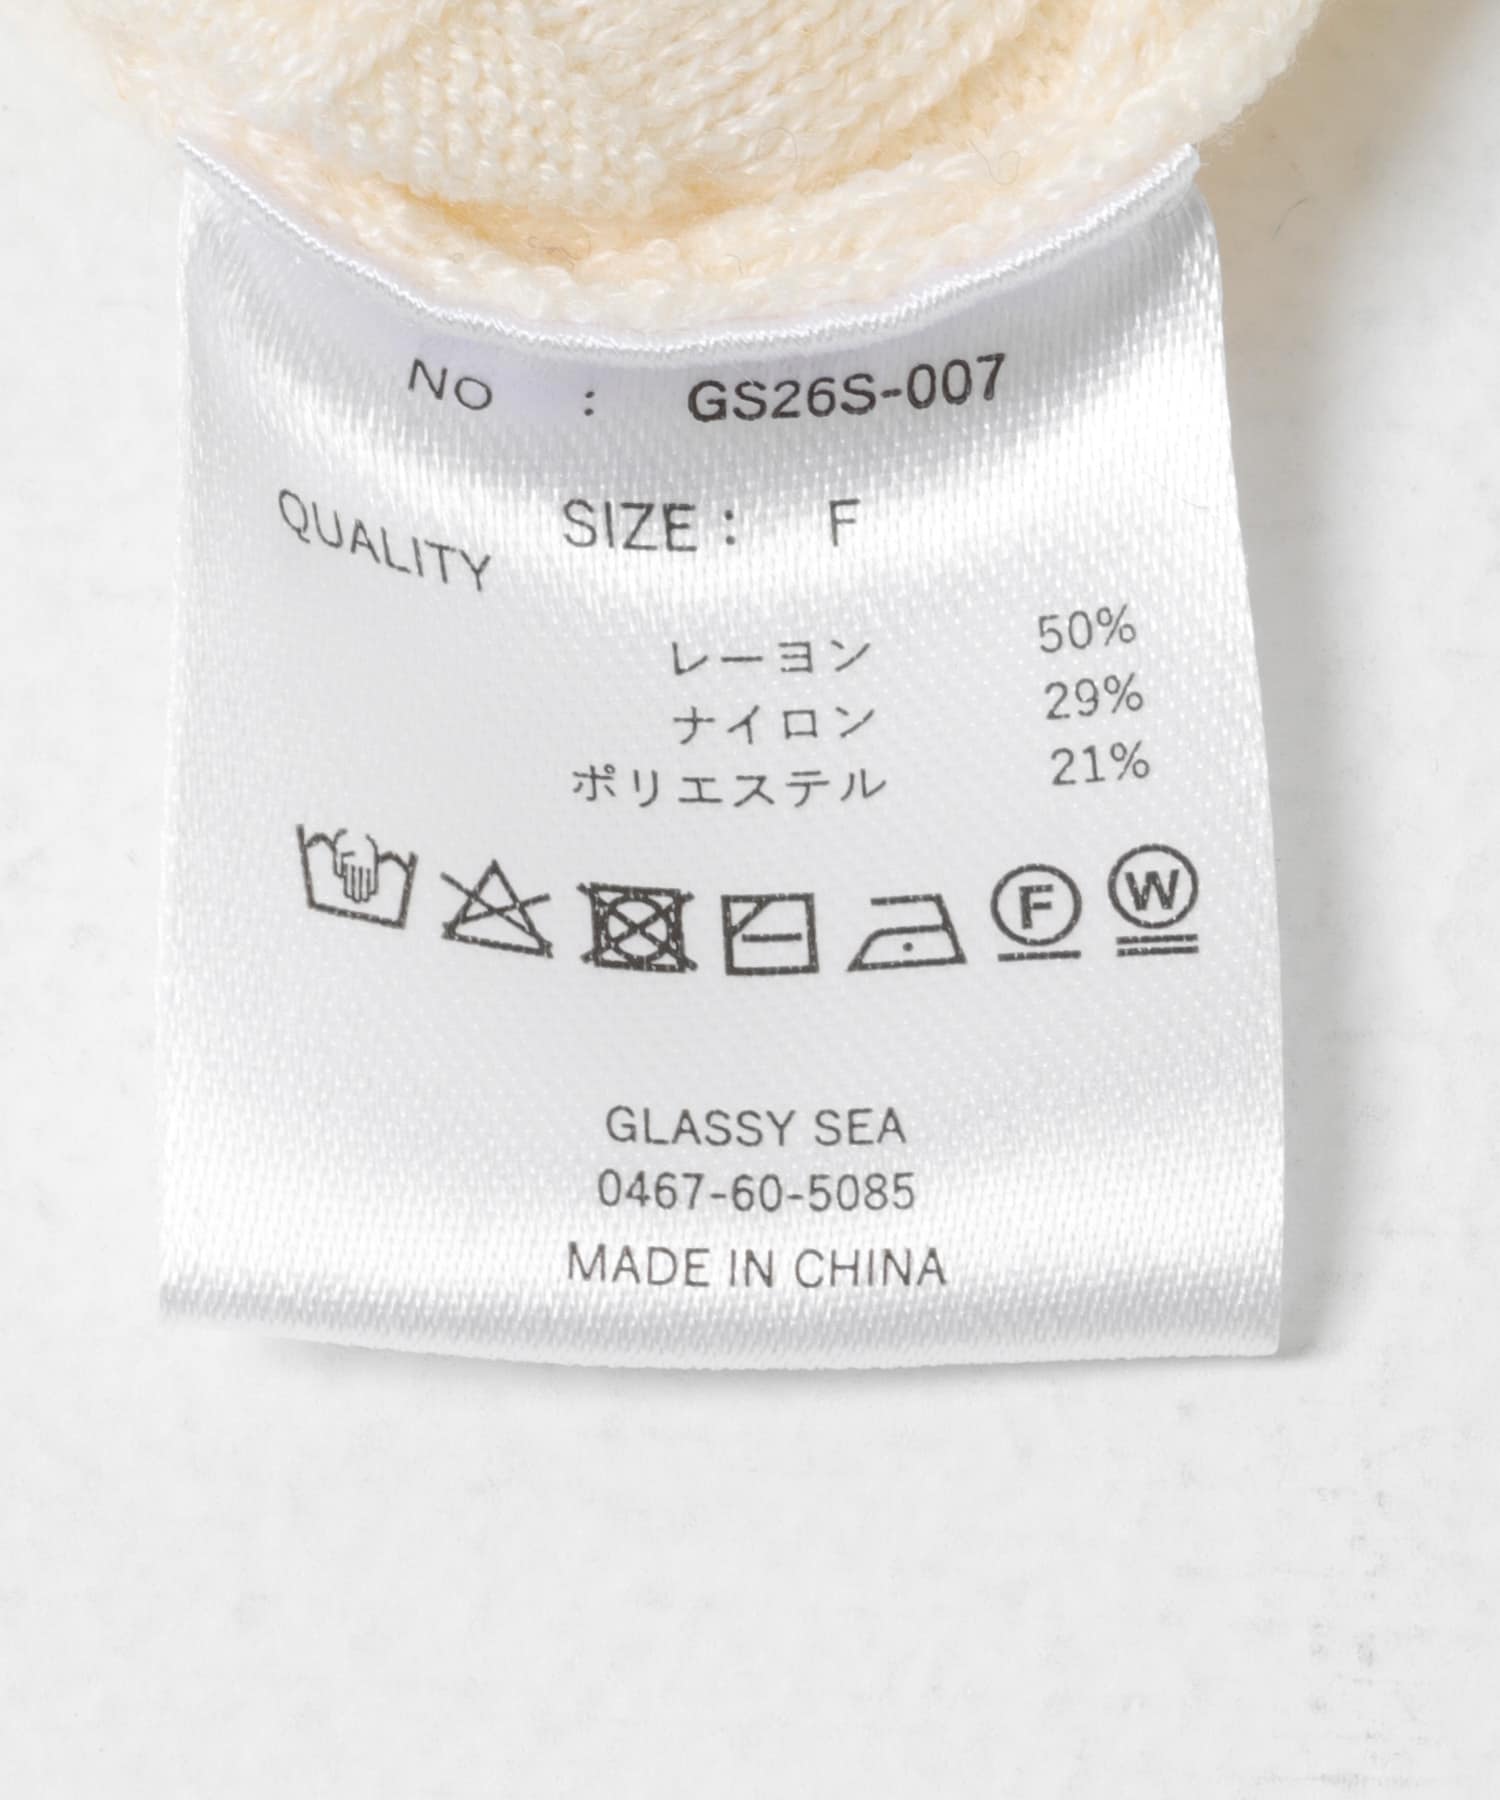 NO : GS26S-007
SIZE : F
QUALITY
レーヨン 50%
ナイロン 29%
ポリエステル 21%
F W
GLASSY SEA
0467-60-5085
MADE IN CHINA